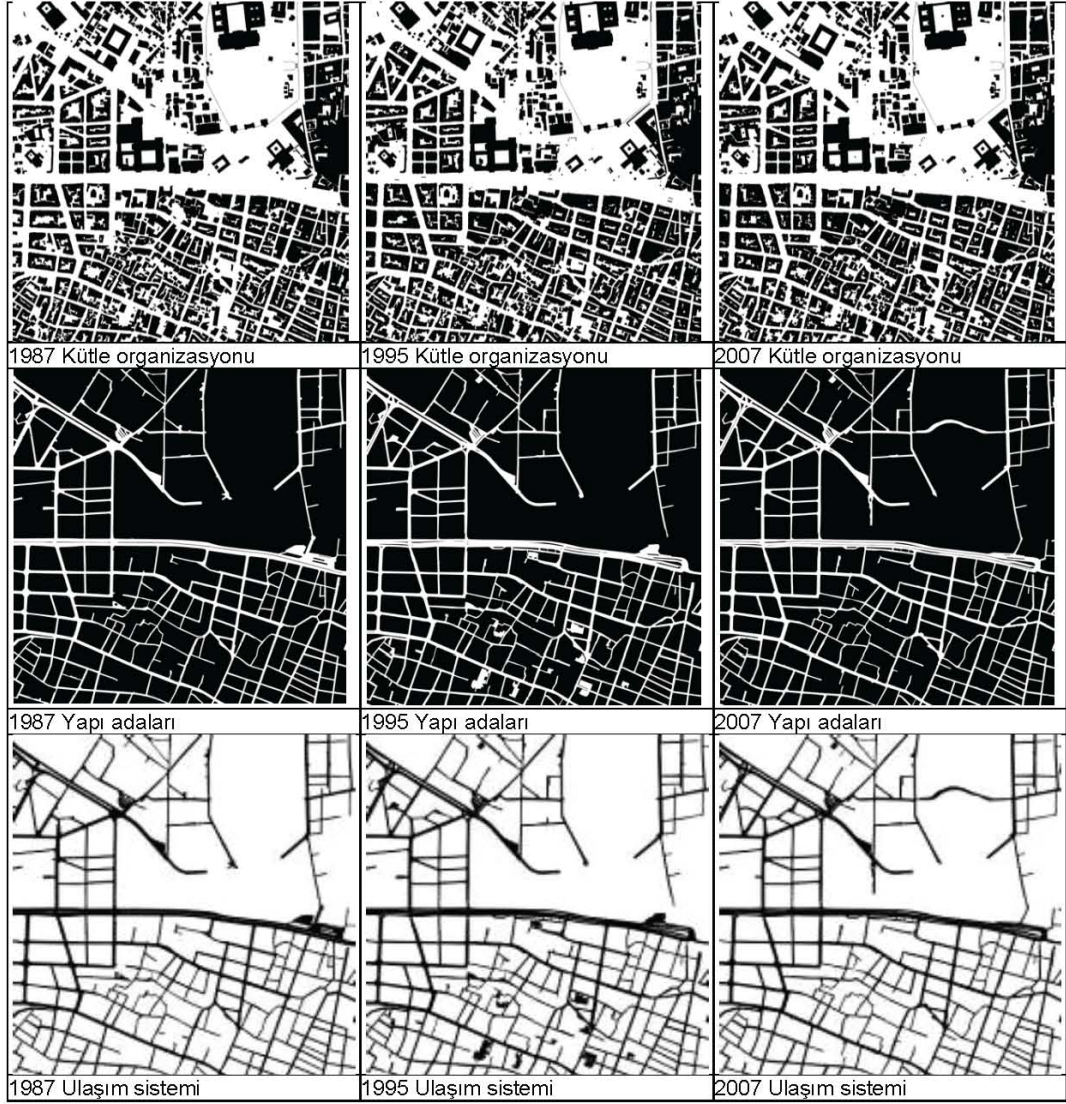 1987 Kütle organizasyonu
1995 Kütle organizasyonu
2007 Kütle organizasyonu
1987 Yapı adaları
1995 Yapı adaları
2007 Yapı adaları
1987 Ulaşım sistemi
1995 Ulaşım sistemi
2007 Ulaşım sistemi